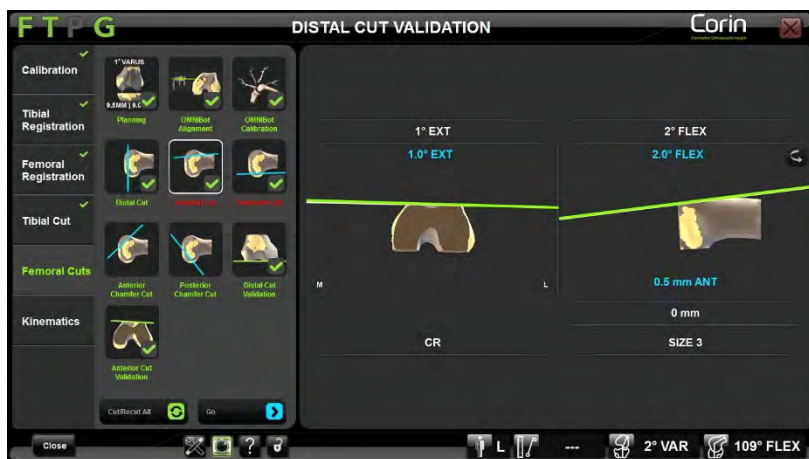 F T P G
DISTAL CUT VALIDATION
Corin
Connected Orthopaedic Insight
Calibration
Tibial
Registration
Femoral
Registration
Tibial Cut
Femoral Cuts
Kinematics
1° VARUS
Planning
OMNIBot
Alignment
OMNIBot
Calibration
Distal Cut
Anterior
Chamfer Cut
Posterior
Chamfer Cut
Distal Cut
Validation
Anterior Cut
Validation
Cut/Recut All
Go
1° EXT
1.0° EXT
M
L
CR
2° FLEX
2.0° FLEX
0.5 mm ANT
0 mm
SIZE 3
Close
?
L
---
2° VAR
109° FLEX